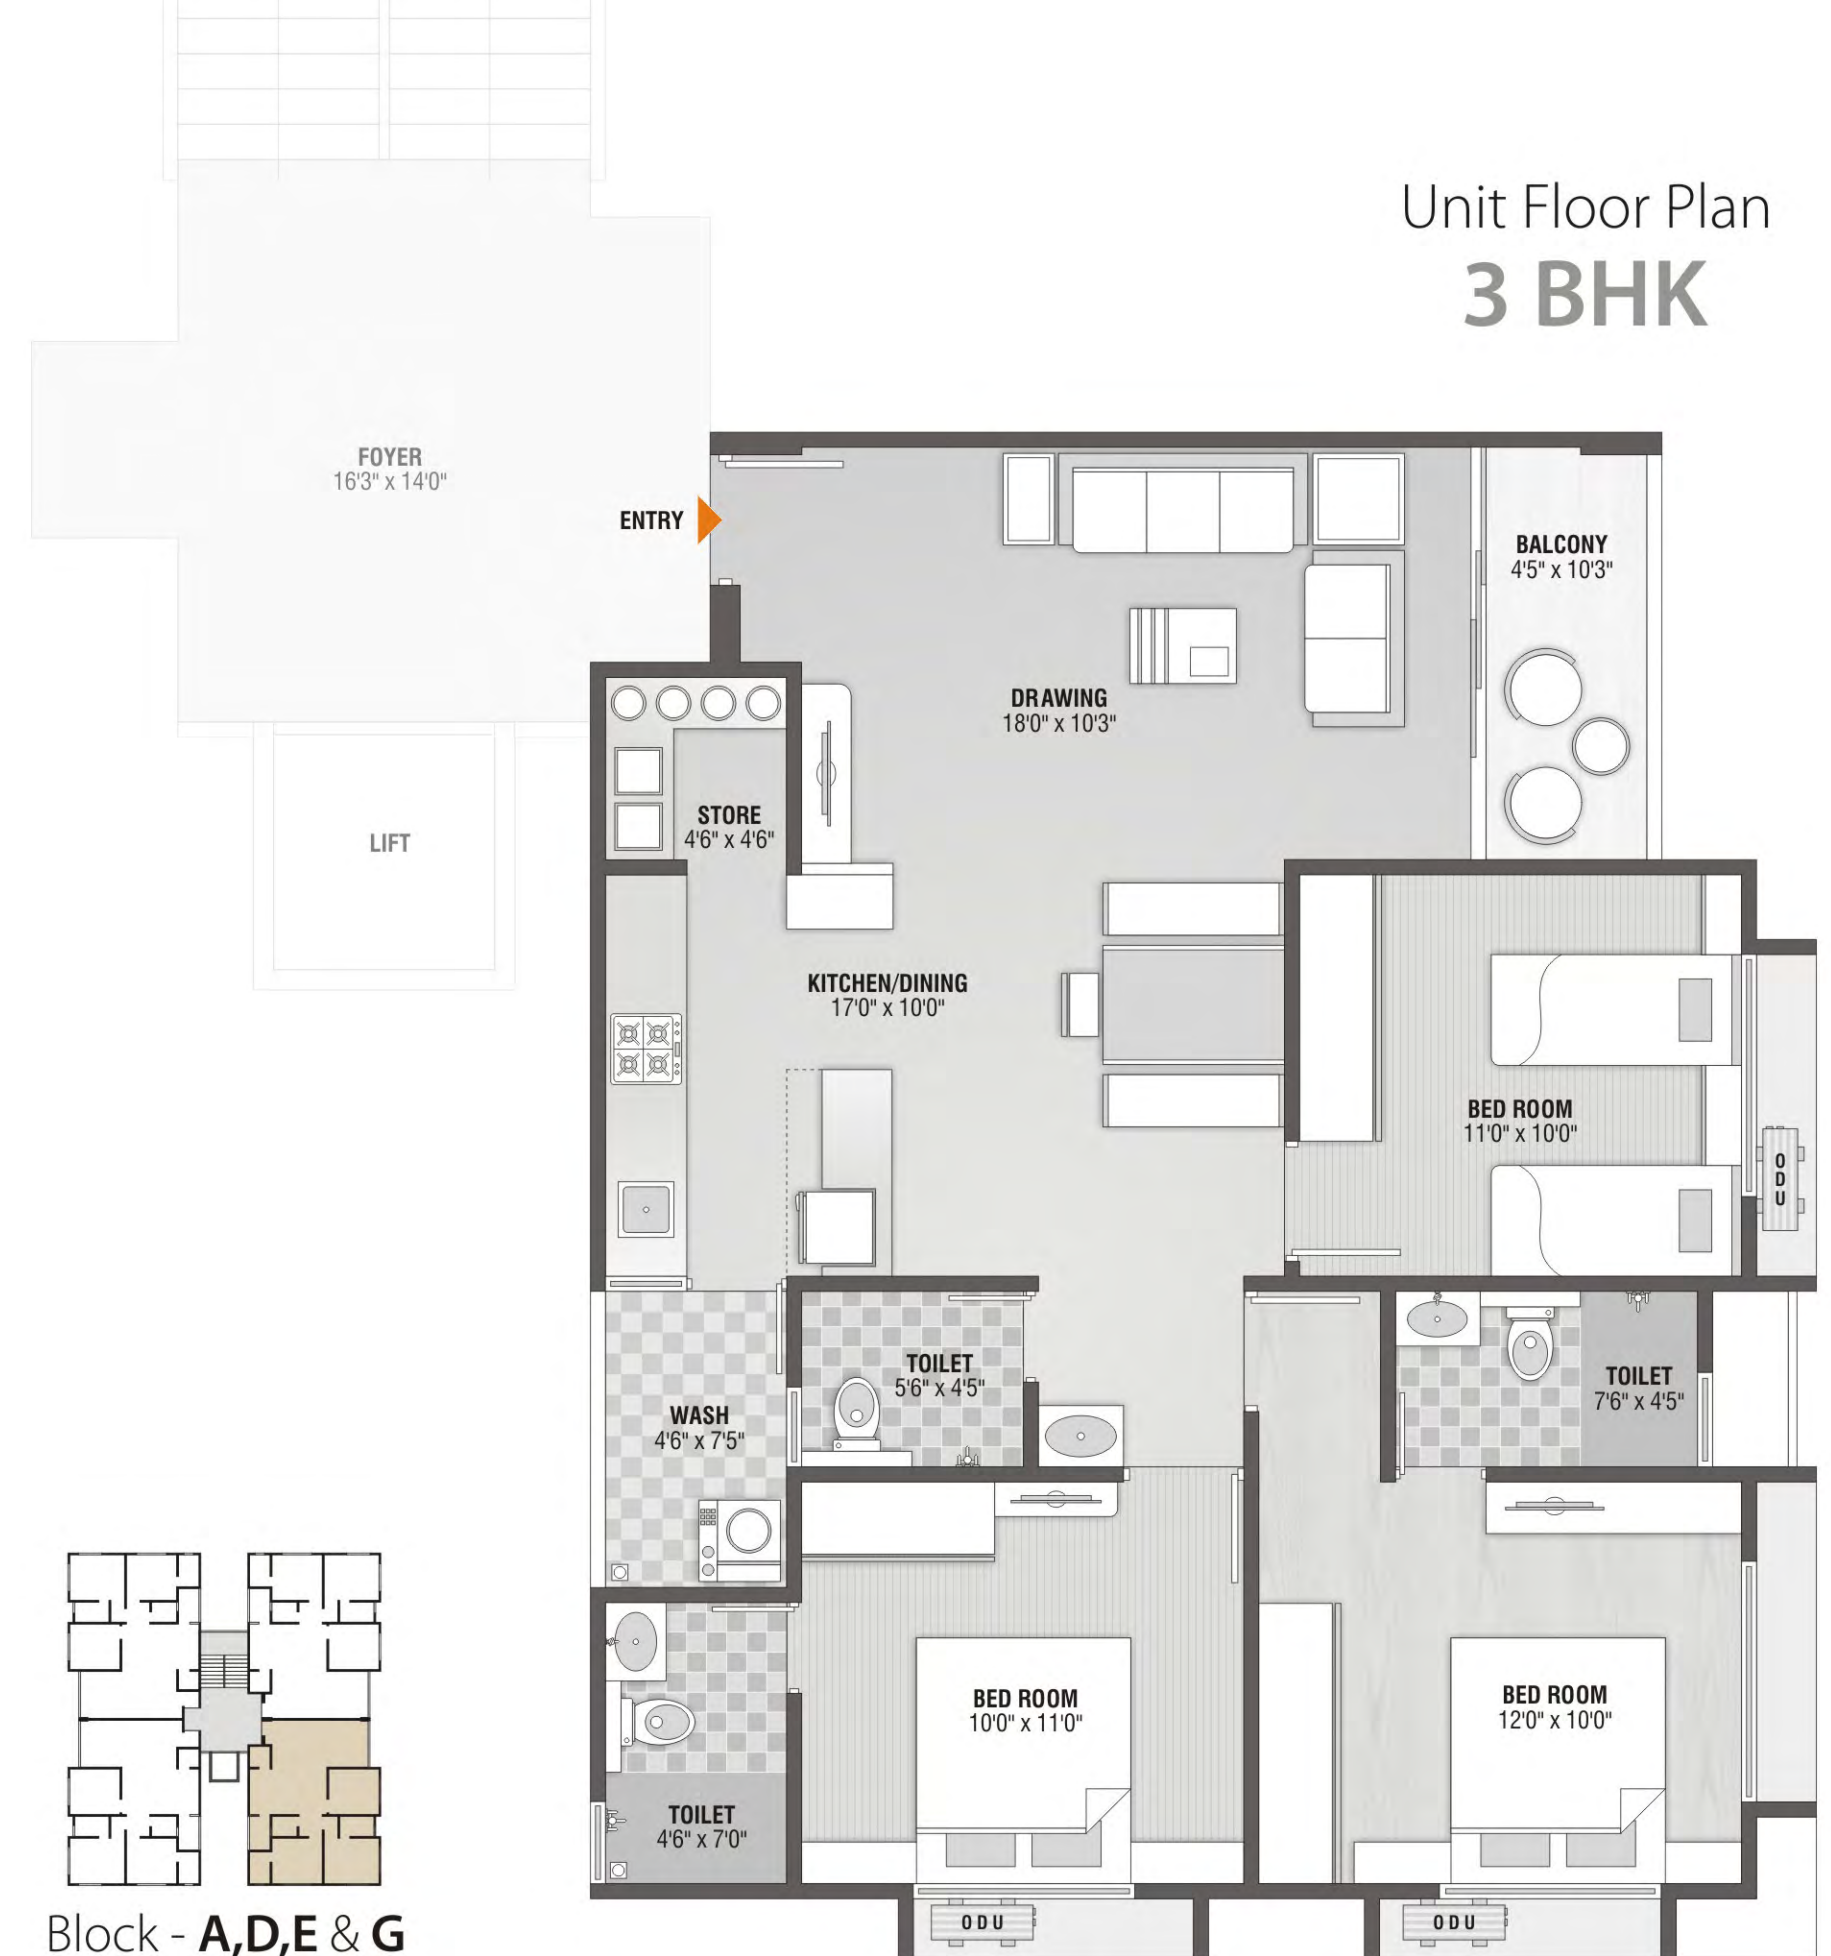 Unit Floor Plan
3 BHK
FOYER
16'3" x 14'0"
ENTRY
BALCONY
4'5" x 10'3"
DRAWING
18'0" x 10'3"
STORE
4'6" x 4'6"
LIFT
KITCHEN/DINING
17'0" x 10'0"
BED ROOM
11'0" x 10'0"
ODU
TOILET
5'6" x 4'5"
TOILET
7'6" x 4'5"
WASH
4'6" x 7'5"
BED ROOM
10'0" x 11'0"
BED ROOM
12'0" x 10'0"
TOILET
4'6" x 7'0"
ODU
ODU
Block - A,D,E & G